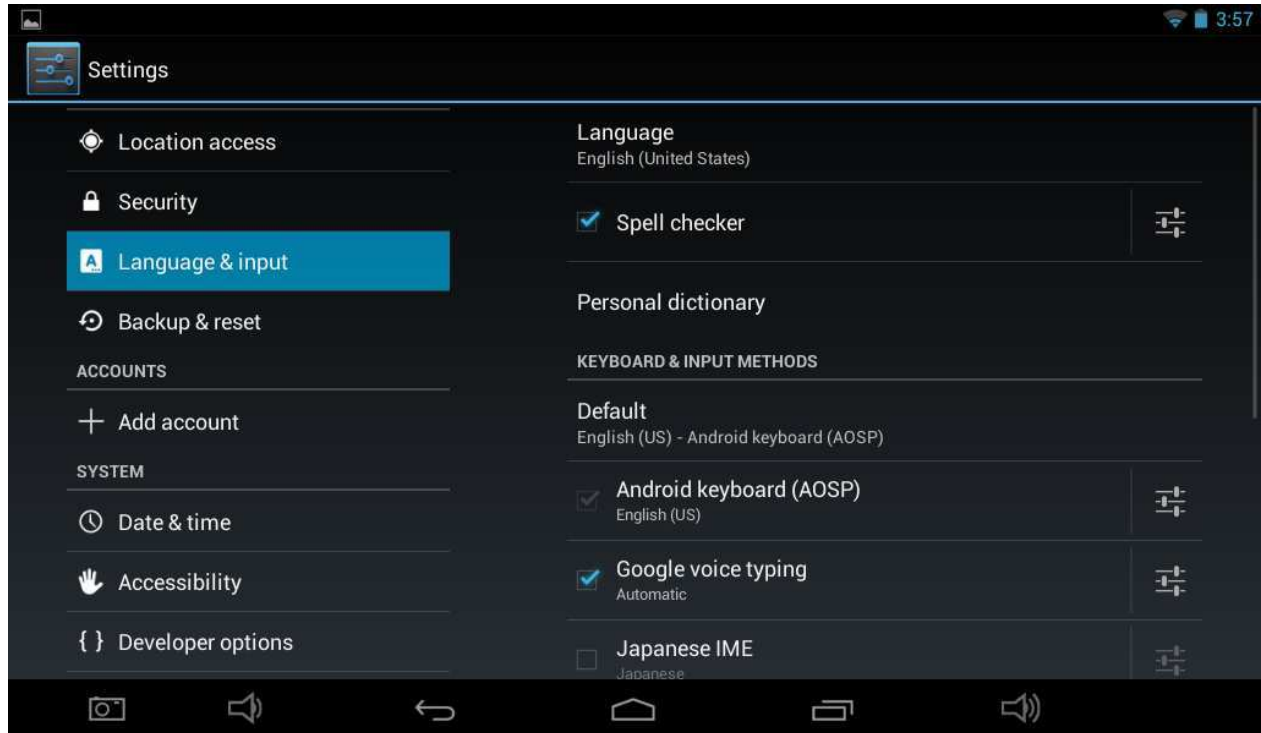 3:57
Settings
Location access
Security
Language & input
Backup & reset
ACCOUNTS
Add account
SYSTEM
Date & time
Accessibility
{ } Developer options
Language
English (United States)
Spell checker
Personal dictionary
KEYBOARD & INPUT METHODS
Default
English (US) - Android keyboard (AOSP)
Android keyboard (AOSP)
English (US)
Google voice typing
Automatic
Japanese IME
Japanese